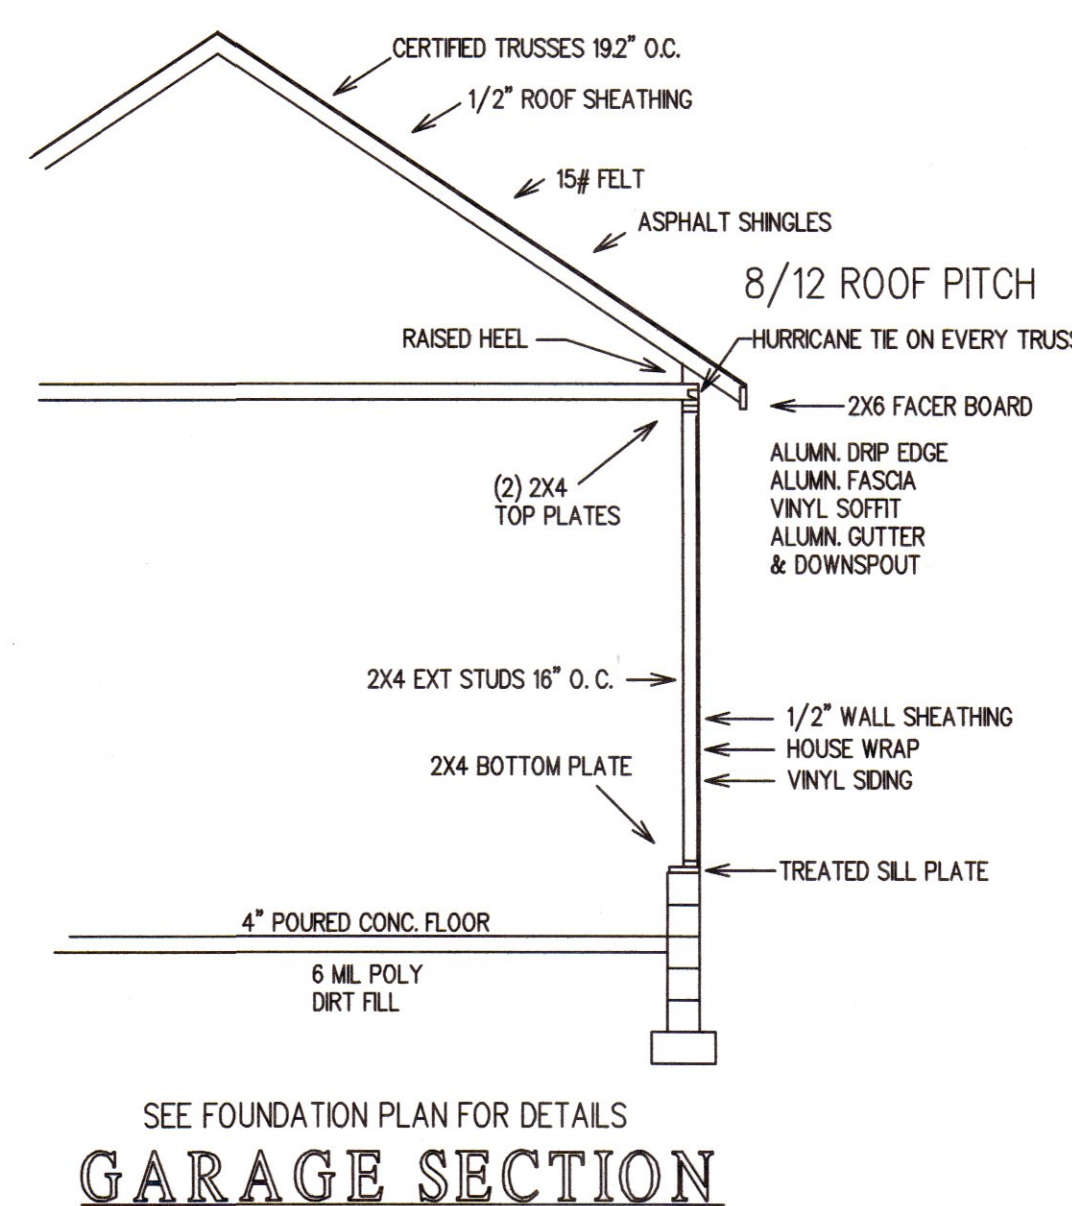 CERTIFIED TRUSSES 19.2" O.C.
1/2" ROOF SHEATHING
15# FELT
ASPHALT SHINGLES
8/12 ROOF PITCH
RAISED HEEL
HURRICANE TIE ON EVERY TRUSS
2X6 FACER BOARD
ALUMN. DRIP EDGE
ALUMN. FASCIA
VINYL SOFFIT
ALUMN. GUTTER
& DOWNSPOUT
(2) 2X4
TOP PLATES
2X4 EXT STUDS 16" O. C.
1/2" WALL SHEATHING
HOUSE WRAP
VINYL SIDING
2X4 BOTTOM PLATE
TREATED SILL PLATE
4" POURED CONC. FLOOR
6 MIL POLY
DIRT FILL
SEE FOUNDATION PLAN FOR DETAILS
GARAGE SECTION